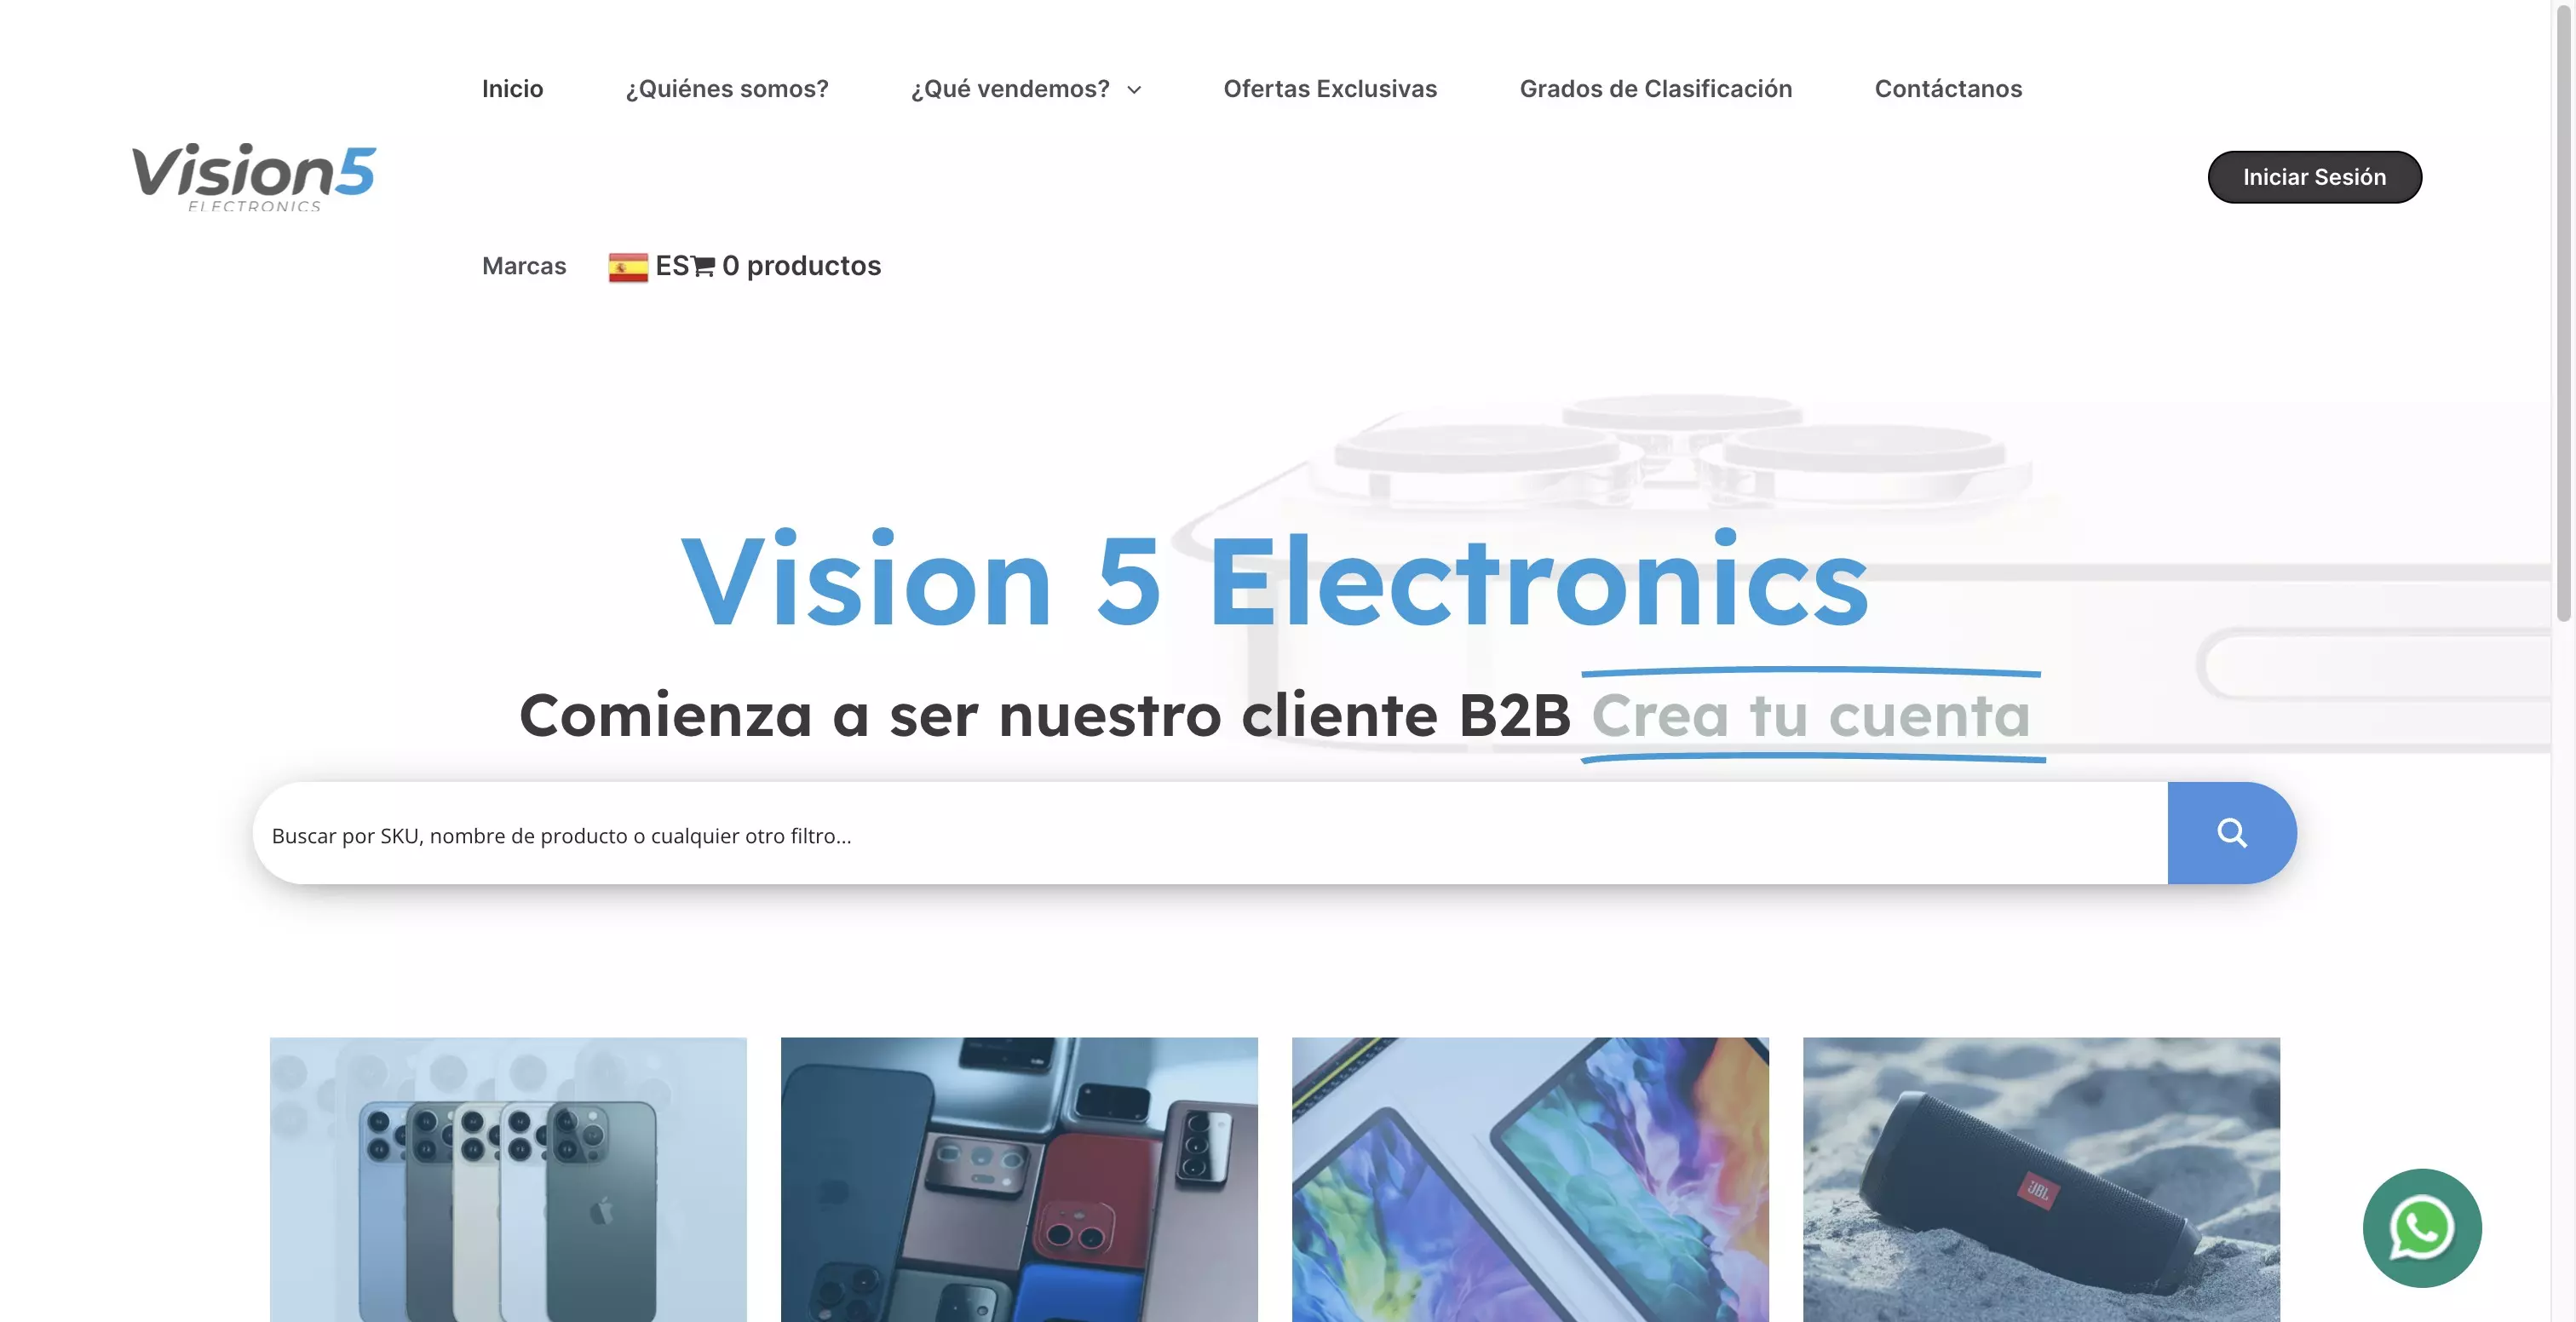 Inicio ¿Quiénes somos? ¿Qué vendemos? Ofertas Exclusivas Grados de Clasificación Contáctanos
Vision5
ELECTRONICS
Iniciar Sesión
Marcas ES 0 productos
Vision 5 Electronics
Comienza a ser nuestro cliente B2B Crea tu cuenta
Buscar por SKU, nombre de producto o cualquier otro filtro...
JBL